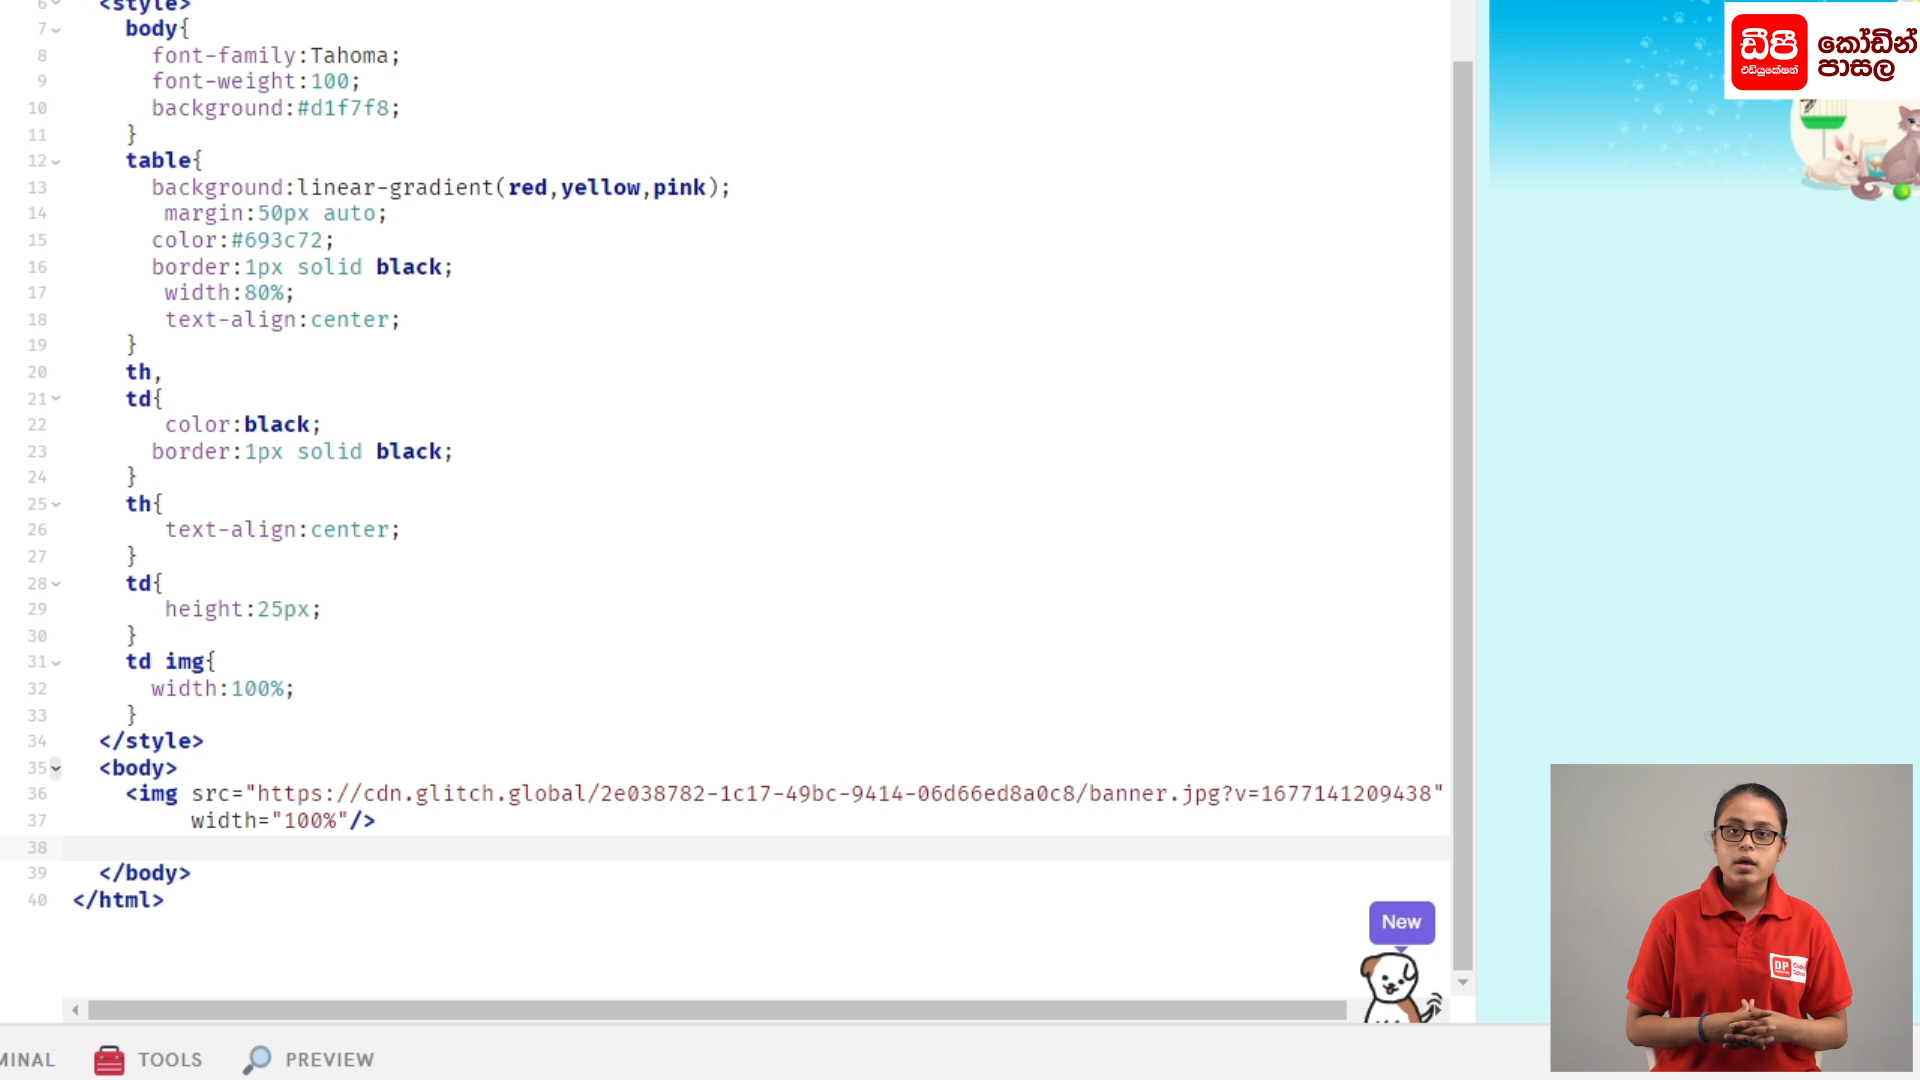 6 <style>
7 body{
8 font-family:Tahoma;
9 font-weight:100;
10 background:#d1f7f8;
11 }
12 table{
13 background:linear-gradient(red,yellow,pink);
14 margin:50px auto;
15 color:#693c72;
16 border:1px solid black;
17 width:80%;
18 text-align:center;
19 }
20 th,
21 td{
22 color:black;
23 border:1px solid black;
24 }
25 th{
26 text-align:center;
27 }
28 td{
29 height:25px;
30 }
31 td img{
32 width:100%;
33 }
34 </style>
35 <body>
36 <img src="https://cdn.glitch.global/2e038782-1c17-49bc-9414-06d66ed8a0c8/banner.jpg?v=1677141209438"
37 width="100%"/>
38
39 </body>
40 </html>
New
MINAL TOOLS PREVIEW
ඩීපී
එඩියුකේෂන්
කෝඩින්
පාසල
DP